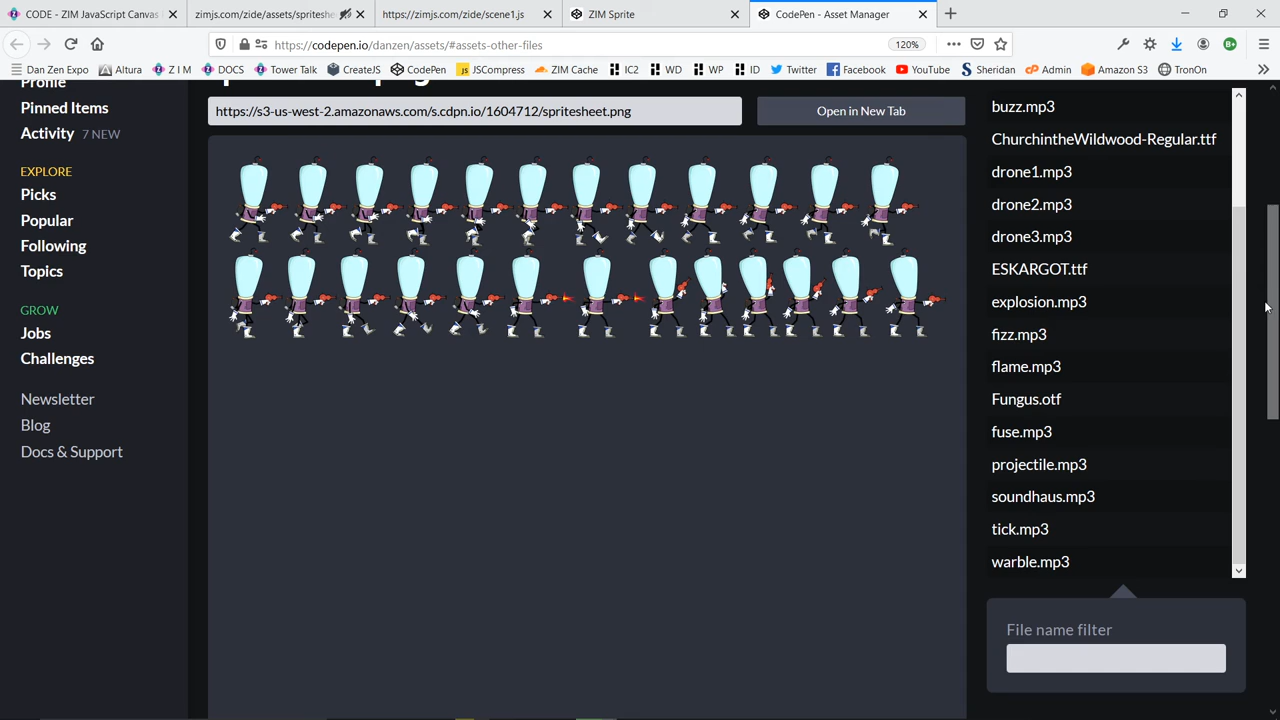 CODE - ZIM JavaScript Canvas
zimjs.com/zide/assets/spriteshe
https://zimjs.com/zide/scene1.js
ZIM Sprite
CodePen - Asset Manager
https://codepen.io/danzen/assets/#assets-other-files
120%
Dan Zen Expo
Altura
Z I M
DOCS
Tower Talk
CreateJS
CodePen
JSCompress
ZIM Cache
IC2
WD
WP
ID
Twitter
Facebook
YouTube
Sheridan
Admin
Amazon S3
TronOn
Profile
Pinned Items
Activity 7 NEW
EXPLORE
Picks
Popular
Following
Topics
GROW
Jobs
Challenges
Newsletter
Blog
Docs & Support
https://s3-us-west-2.amazonaws.com/s.cdpn.io/1604712/spritesheet.png
Open in New Tab
buzz.mp3
ChurchintheWildwood-Regular.ttf
drone1.mp3
drone2.mp3
drone3.mp3
ESKARGOT.ttf
explosion.mp3
fizz.mp3
flame.mp3
Fungus.otf
fuse.mp3
projectile.mp3
soundhaus.mp3
tick.mp3
warble.mp3
File name filter